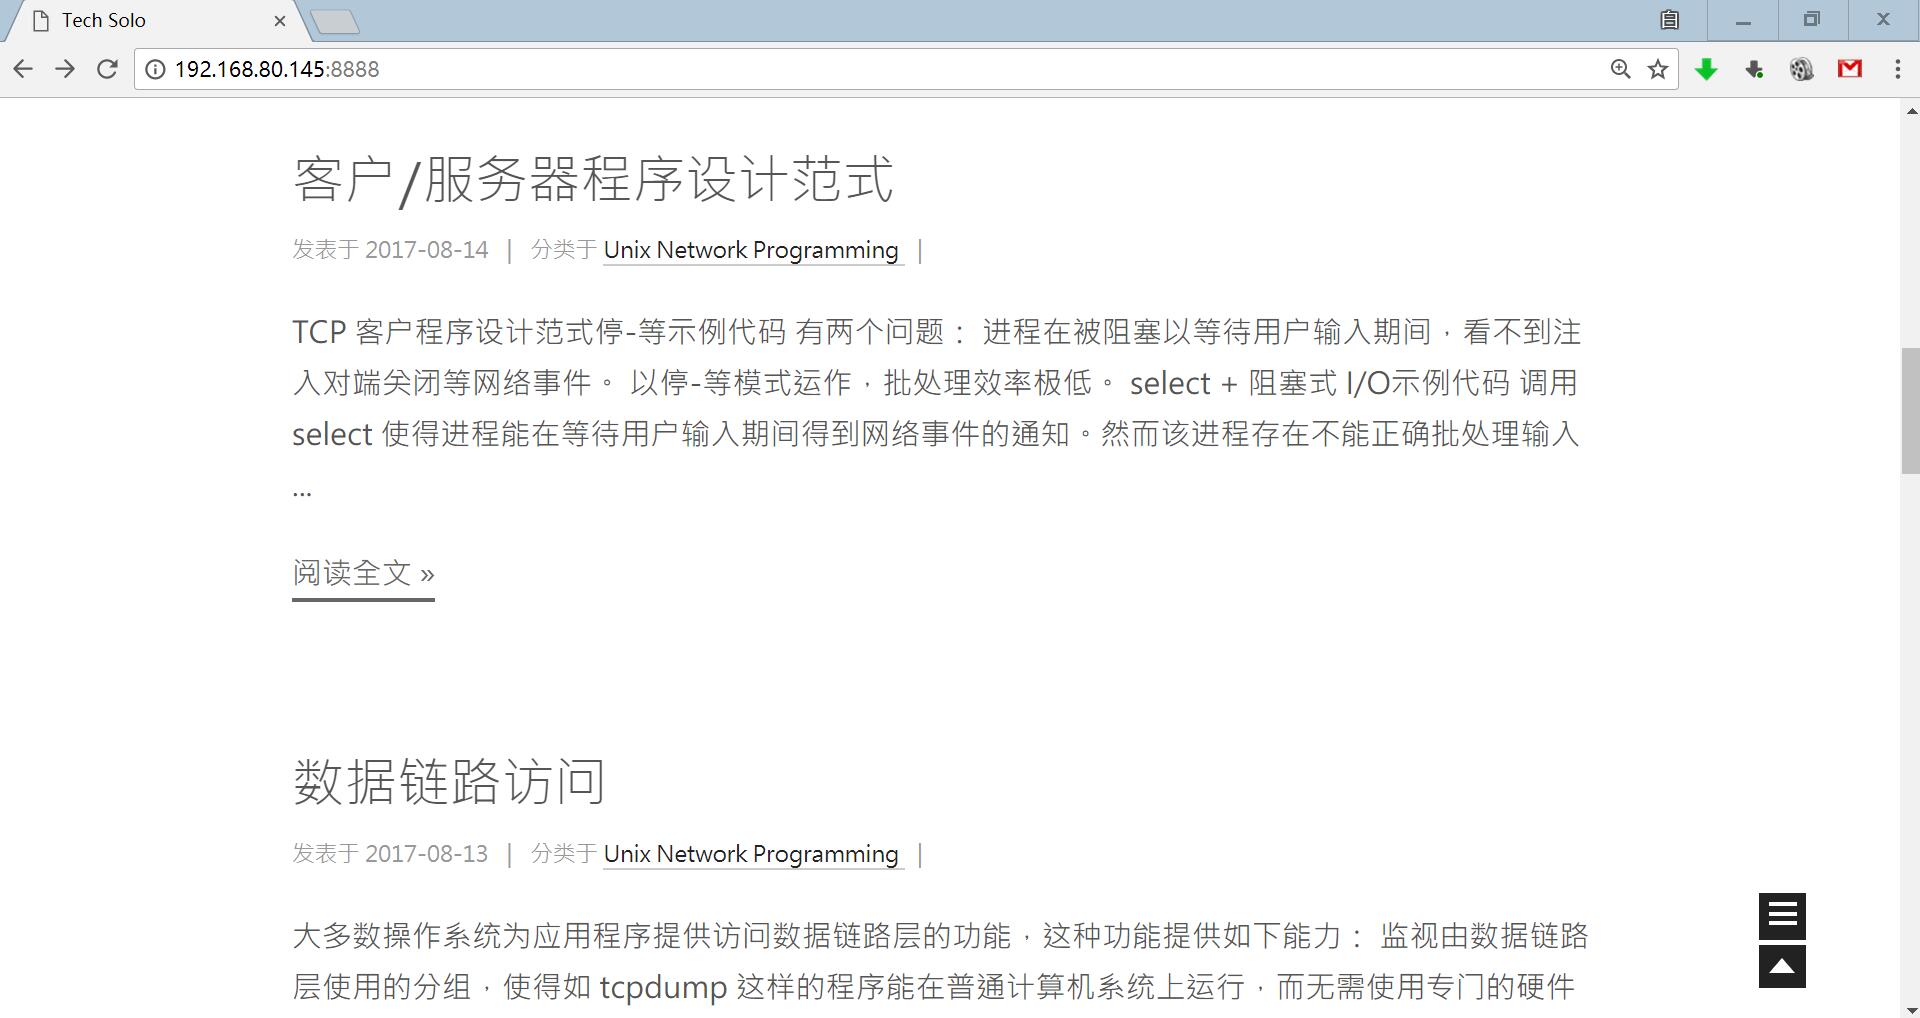 Tech Solo
192.168.80.145:8888
客户/服务器程序设计范式
发表于 2017-08-14 | 分类于 Unix Network Programming |
TCP 客户程序设计范式停-等示例代码 有两个问题： 进程在被阻塞以等待用户输入期间，看不到注
入对端关闭等网络事件。 以停-等模式运作，批处理效率极低。 select + 阻塞式 I/O示例代码 调用
select 使得进程能在等待用户输入期间得到网络事件的通知。然而该进程存在不能正确批处理输入
...
阅读全文 »
数据链路访问
发表于 2017-08-13 | 分类于 Unix Network Programming |
大多数操作系统为应用程序提供访问数据链路层的功能，这种功能提供如下能力： 监视由数据链路
层使用的分组，使得如 tcpdump 这样的程序能在普通计算机系统上运行，而无需使用专门的硬件